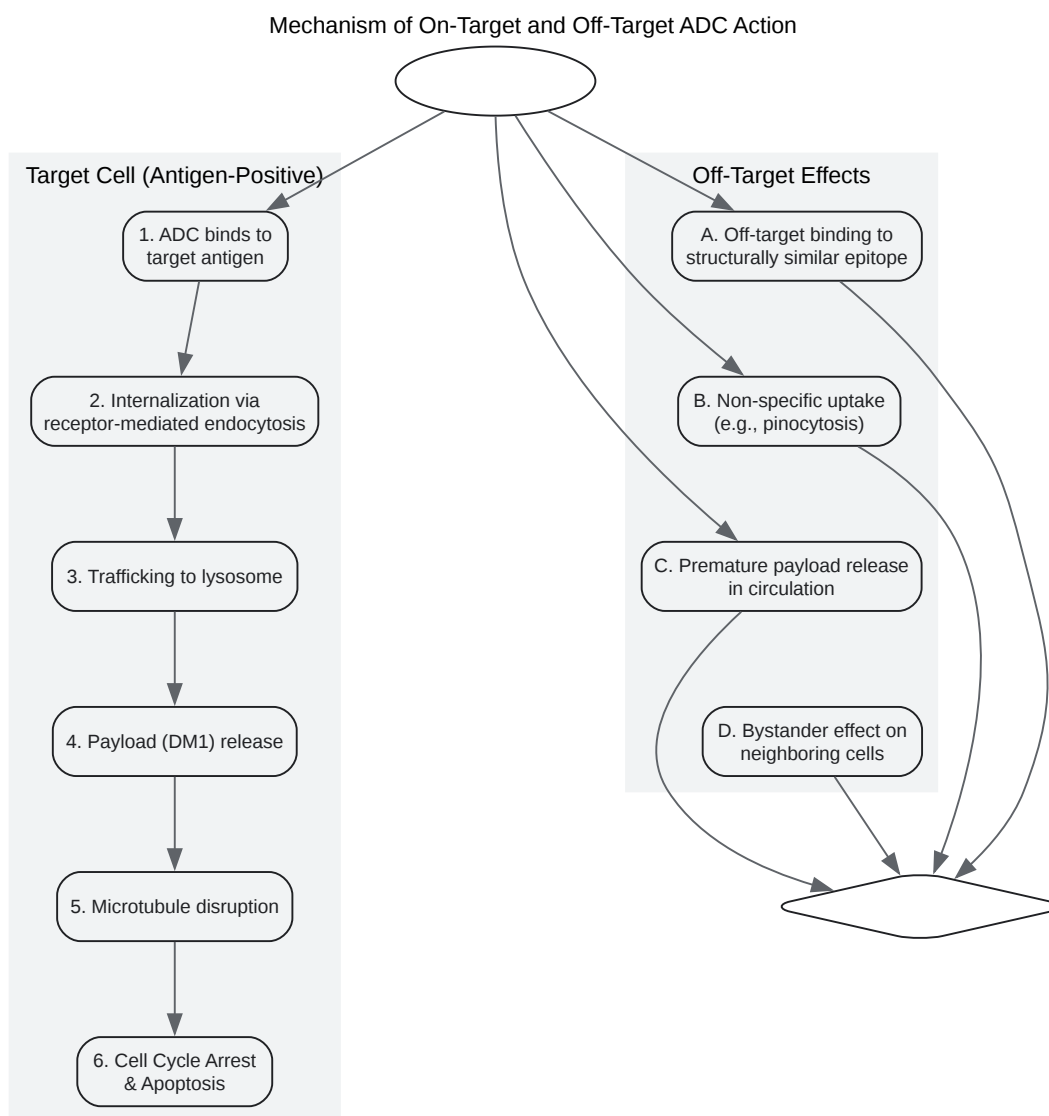 Mechanism of On-Target and Off-Target ADC Action
Target Cell (Antigen-Positive)
1. ADC binds to
target antigen
2. Internalization via
receptor-mediated endocytosis
3. Trafficking to lysosome
4. Payload (DM1) release
5. Microtubule disruption
6. Cell Cycle Arrest
& Apoptosis
Off-Target Effects
A. Off-target binding to
structurally similar epitope
B. Non-specific uptake
(e.g., pinocytosis)
C. Premature payload release
in circulation
D. Bystander effect on
neighboring cells